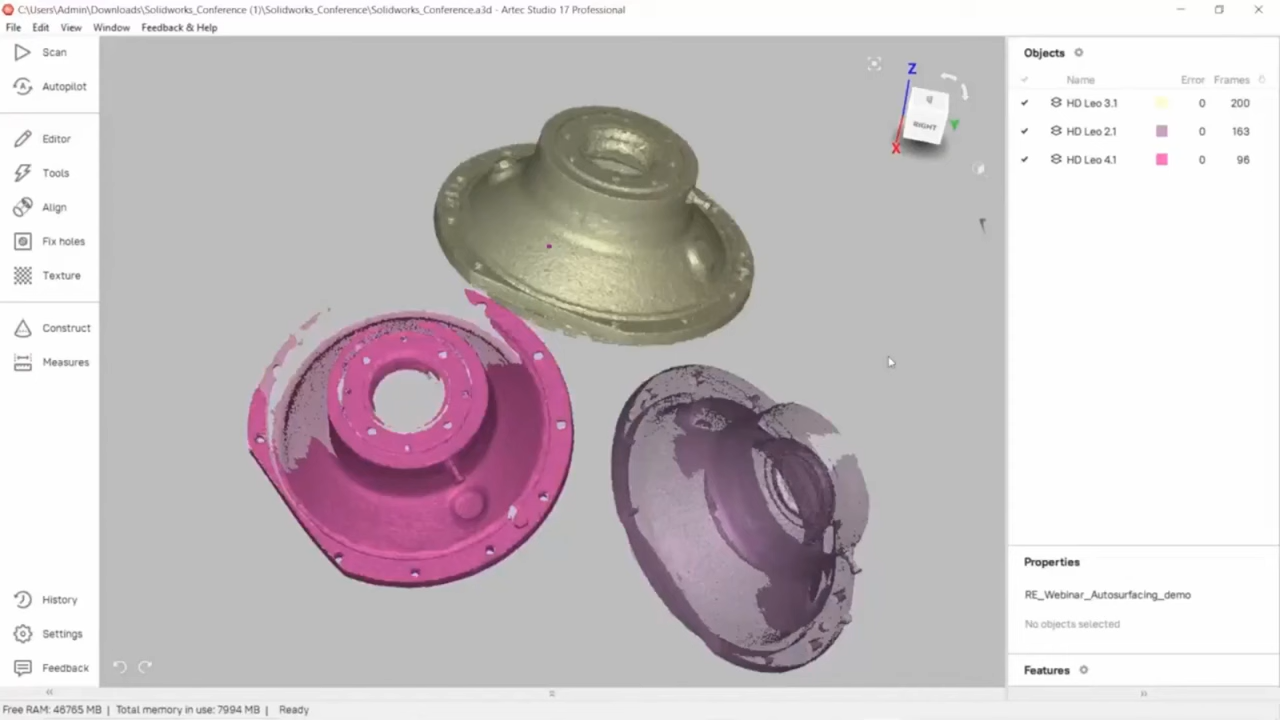 C:\Users\Admin\Downloads\Solidworks_Conference (1)\Solidworks_Conference\Solidworks_Conference.a3d - Artec Studio 17 Professional
File Edit View Window Feedback & Help
Scan
Autopilot
Editor
Tools
Align
Fix holes
Texture
Construct
Measures
History
Settings
Feedback
Z
RIGHT
X
Objects
Name Error Frames
HD Leo 3.1 0 200
HD Leo 2.1 0 163
HD Leo 4.1 0 96
Properties
RE_Webinar_Autosurfacing_demo
No objects selected
Features
Free RAM: 46765 MB | Total memory in use: 7994 MB | Ready